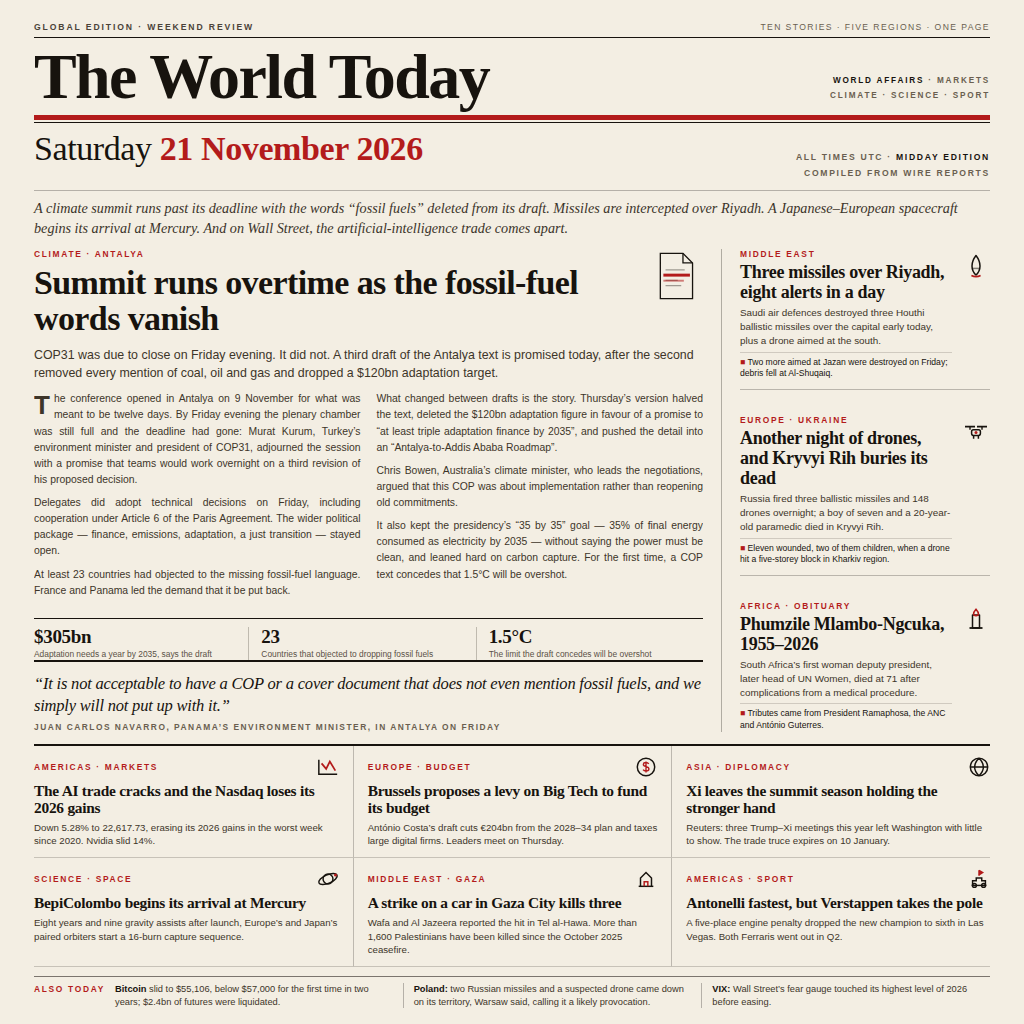 GLOBAL EDITION · WEEKEND REVIEW
TEN STORIES · FIVE REGIONS · ONE PAGE
The World Today
WORLD AFFAIRS · MARKETS
CLIMATE · SCIENCE · SPORT
Saturday 21 November 2026
ALL TIMES UTC · MIDDAY EDITION
COMPILED FROM WIRE REPORTS
A climate summit runs past its deadline with the words “fossil fuels” deleted from its draft. Missiles are intercepted over Riyadh. A Japanese–European spacecraft
begins its arrival at Mercury. And on Wall Street, the artificial-intelligence trade comes apart.
CLIMATE · ANTALYA
Summit runs overtime as the fossil-fuel
words vanish
COP31 was due to close on Friday evening. It did not. A third draft of the Antalya text is promised today, after the second
removed every mention of coal, oil and gas and dropped a $120bn adaptation target.
The conference opened in Antalya on 9 November for what was
meant to be twelve days. By Friday evening the plenary chamber
was still full and the deadline had gone: Murat Kurum, Turkey’s
environment minister and president of COP31, adjourned the session
with a promise that teams would work overnight on a third revision of
his proposed decision.
Delegates did adopt technical decisions on Friday, including
cooperation under Article 6 of the Paris Agreement. The wider political
package — finance, emissions, adaptation, a just transition — stayed
open.
At least 23 countries had objected to the missing fossil-fuel language.
France and Panama led the demand that it be put back.
What changed between drafts is the story. Thursday’s version halved
the text, deleted the $120bn adaptation figure in favour of a promise to
“at least triple adaptation finance by 2035”, and pushed the detail into
an “Antalya-to-Addis Ababa Roadmap”.
Chris Bowen, Australia’s climate minister, who leads the negotiations,
argued that this COP was about implementation rather than reopening
old commitments.
It also kept the presidency’s “35 by 35” goal — 35% of final energy
consumed as electricity by 2035 — without saying the power must be
clean, and leaned hard on carbon capture. For the first time, a COP
text concedes that 1.5°C will be overshot.
$305bn
Adaptation needs a year by 2035, says the draft
23
Countries that objected to dropping fossil fuels
1.5°C
The limit the draft concedes will be overshot
“It is not acceptable to have a COP or a cover document that does not even mention fossil fuels, and we
simply will not put up with it.”
JUAN CARLOS NAVARRO, PANAMA’S ENVIRONMENT MINISTER, IN ANTALYA ON FRIDAY
MIDDLE EAST
Three missiles over Riyadh,
eight alerts in a day
Saudi air defences destroyed three Houthi
ballistic missiles over the capital early today,
plus a drone aimed at the south.
■ Two more aimed at Jazan were destroyed on Friday;
debris fell at Al-Shuqaiq.
EUROPE · UKRAINE
Another night of drones,
and Kryvyi Rih buries its
dead
Russia fired three ballistic missiles and 148
drones overnight; a boy of seven and a 20-year-
old paramedic died in Kryvyi Rih.
■ Eleven wounded, two of them children, when a drone
hit a five-storey block in Kharkiv region.
AFRICA · OBITUARY
Phumzile Mlambo-Ngcuka,
1955–2026
South Africa’s first woman deputy president,
later head of UN Women, died at 71 after
complications from a medical procedure.
■ Tributes came from President Ramaphosa, the ANC
and António Guterres.
AMERICAS · MARKETS
The AI trade cracks and the Nasdaq loses its
2026 gains
Down 5.28% to 22,617.73, erasing its 2026 gains in the worst week
since 2020. Nvidia slid 14%.
EUROPE · BUDGET
Brussels proposes a levy on Big Tech to fund
its budget
António Costa’s draft cuts €204bn from the 2028–34 plan and taxes
large digital firms. Leaders meet on Thursday.
ASIA · DIPLOMACY
Xi leaves the summit season holding the
stronger hand
Reuters: three Trump–Xi meetings this year left Washington with little
to show. The trade truce expires on 10 January.
SCIENCE · SPACE
BepiColombo begins its arrival at Mercury
Eight years and nine gravity assists after launch, Europe’s and Japan’s
paired orbiters start a 16-burn capture sequence.
MIDDLE EAST · GAZA
A strike on a car in Gaza City kills three
Wafa and Al Jazeera reported the hit in Tel al-Hawa. More than
1,600 Palestinians have been killed since the October 2025
ceasefire.
AMERICAS · SPORT
Antonelli fastest, but Verstappen takes the pole
A five-place engine penalty dropped the new champion to sixth in Las
Vegas. Both Ferraris went out in Q2.
ALSO TODAY
Bitcoin slid to $55,106, below $57,000 for the first time in two
years; $2.4bn of futures were liquidated.
Poland: two Russian missiles and a suspected drone came down
on its territory, Warsaw said, calling it a likely provocation.
VIX: Wall Street’s fear gauge touched its highest level of 2026
before easing.